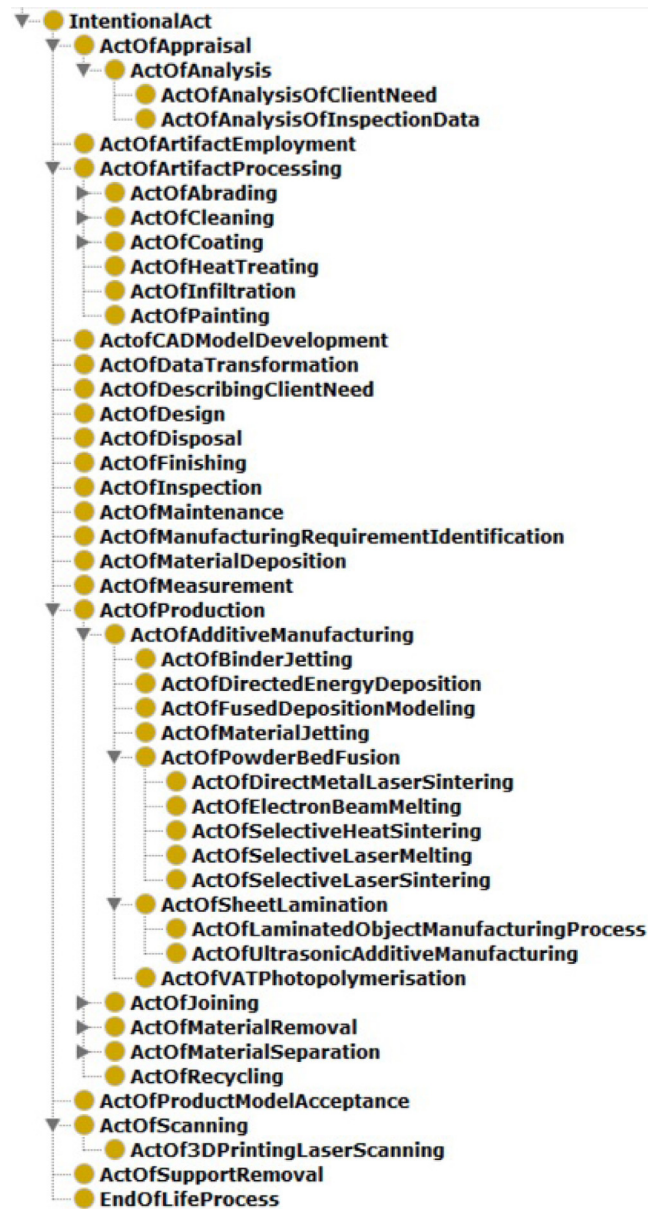 IntentionalAct
ActOfAppraisal
ActOfAnalysis
ActOfAnalysisOfClientNeed
ActOfAnalysisOfInspectionData
ActOfArtifactEmployment
ActOfArtifactProcessing
ActOfAbrading
ActOfCleaning
ActOfCoating
ActOfHeatTreating
ActOfInfiltration
ActOfPainting
ActofCADModelDevelopment
ActOfDataTransformation
ActOfDescribingClientNeed
ActOfDesign
ActOfDisposal
ActOfFinishing
ActOfInspection
ActOfMaintenance
ActOfManufacturingRequirementIdentification
ActOfMaterialDeposition
ActOfMeasurement
ActOfProduction
ActOfAdditiveManufacturing
ActOfBinderJetting
ActOfDirectedEnergyDeposition
ActOfFusedDepositionModeling
ActOfMaterialJetting
ActOfPowderBedFusion
ActOfDirectMetalLaserSintering
ActOfElectronBeamMelting
ActOfSelectiveHeatSintering
ActOfSelectiveLaserMelting
ActOfSelectiveLaserSintering
ActOfSheetLamination
ActOfLaminatedObjectManufacturingProcess
ActOfUltrasonicAdditiveManufacturing
ActOfVATPhotopolymerisation
ActOfJoining
ActOfMaterialRemoval
ActOfMaterialSeparation
ActOfRecycling
ActOfProductModelAcceptance
ActOfScanning
ActOf3DPrintingLaserScanning
ActOfSupportRemoval
EndOfLifeProcess